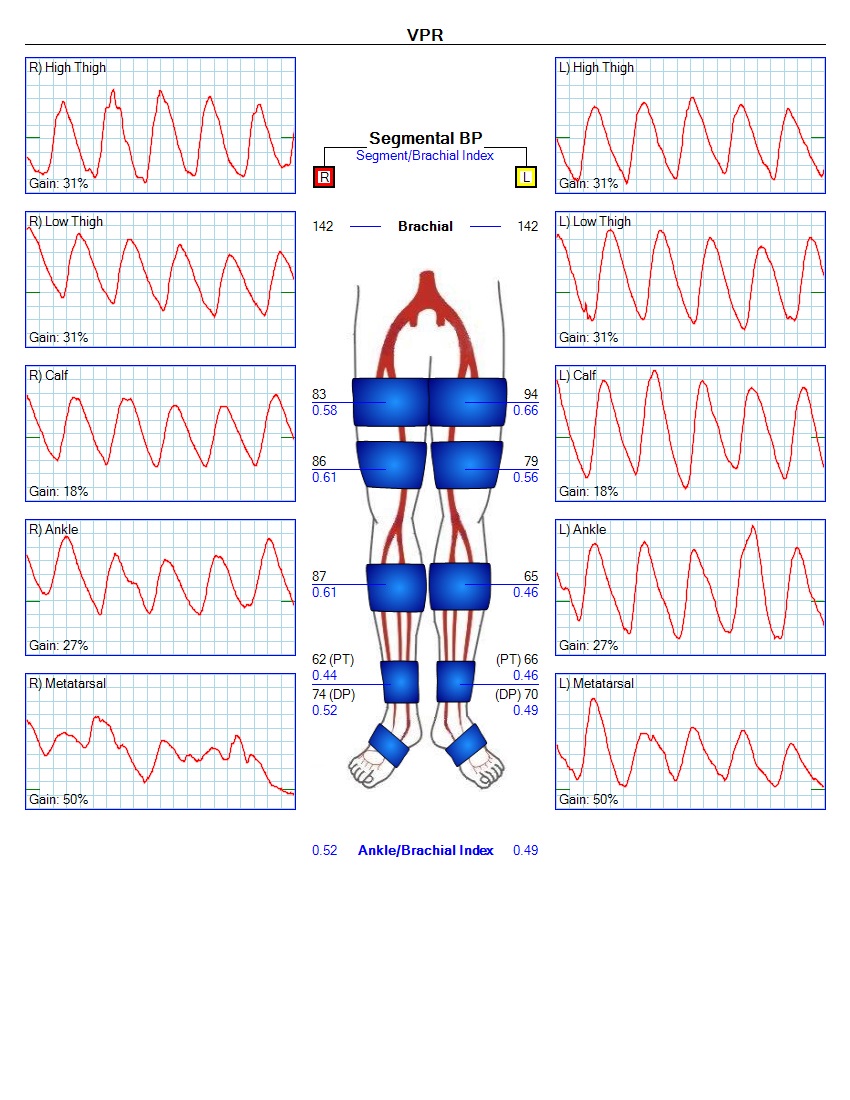 VPR
R) High Thigh
Gain: 31%
L) High Thigh
Gain: 31%
Segmental BP
Segment/Brachial Index
R
L
142 Brachial 142
R) Low Thigh
Gain: 31%
L) Low Thigh
Gain: 31%
R) Calf
Gain: 18%
L) Calf
Gain: 18%
83 94
0.58 0.66
86 79
0.61 0.56
R) Ankle
Gain: 27%
L) Ankle
Gain: 27%
87 65
0.61 0.46
62 (PT) (PT) 66
0.44 0.46
74 (DP) (DP) 70
0.52 0.49
R) Metatarsal
Gain: 50%
L) Metatarsal
Gain: 50%
0.52 Ankle/Brachial Index 0.49